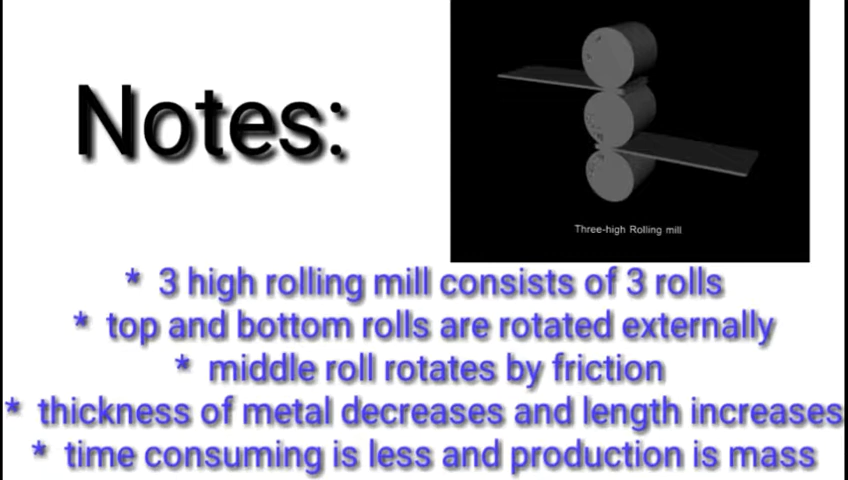 Notes:
Three-high Rolling mill
* 3 high rolling mill consists of 3 rolls
* top and bottom rolls are rotated externally
* middle roll rotates by friction
* thickness of metal decreases and length increases
* time consuming is less and production is mass